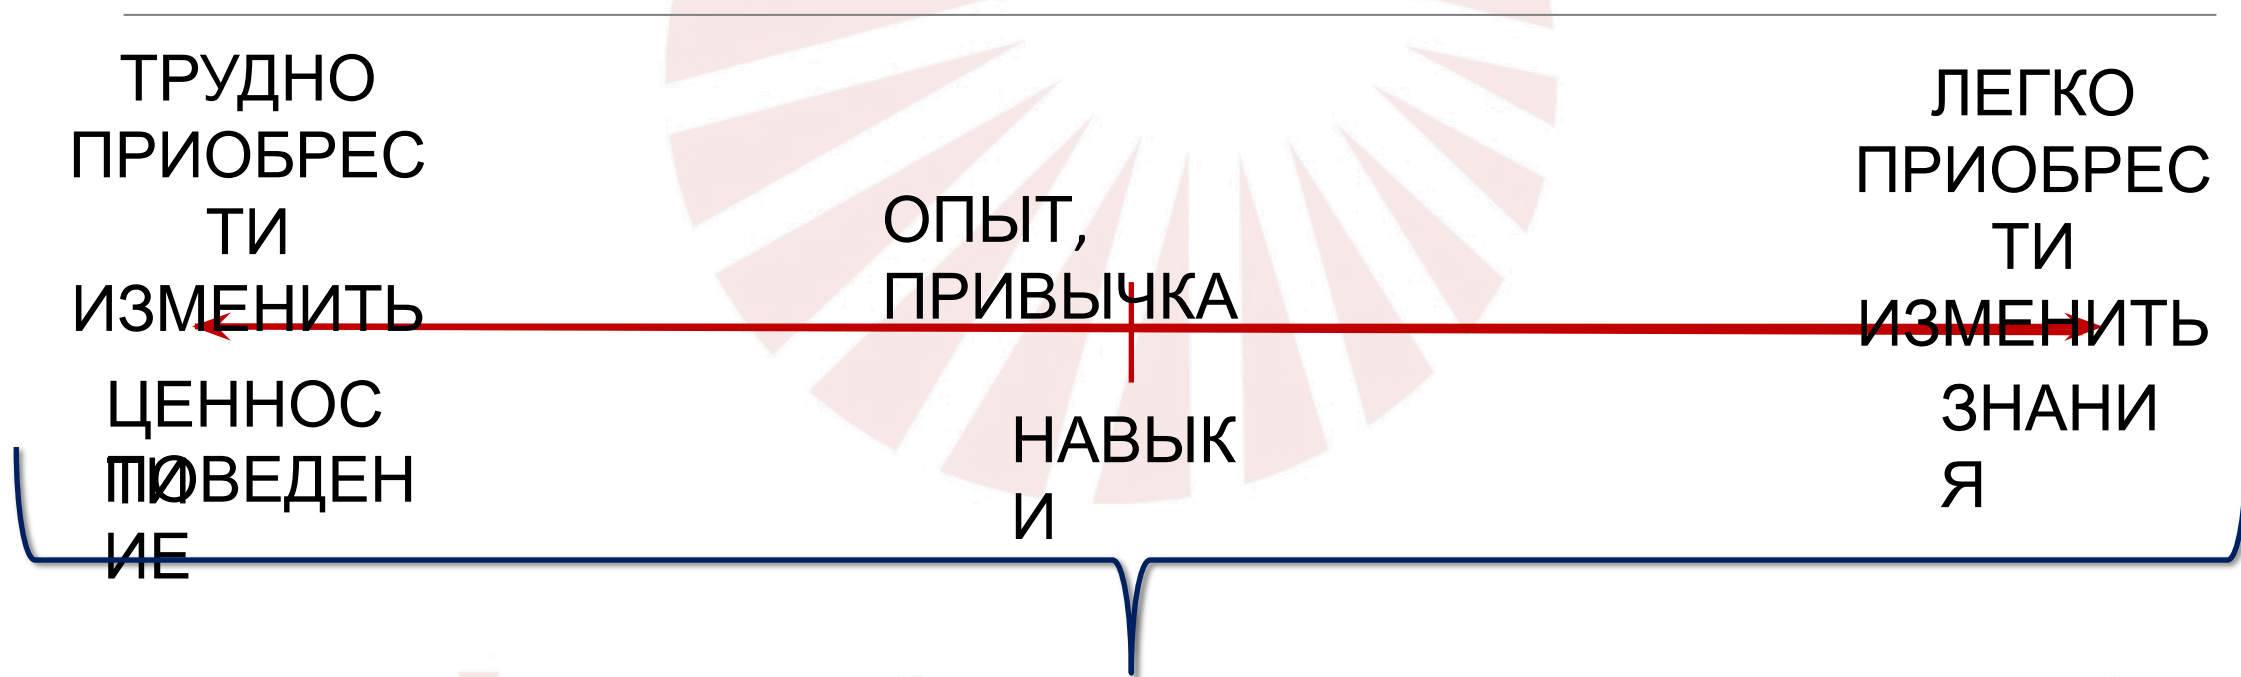 ТРУДНО
ПРИОБРЕС
ТИ
ИЗМЕНИТЬ
ОПЫТ,
ПРИВЫЧКА
ЛЕГКО
ПРИОБРЕС
ТИ
ИЗМЕНИТЬ
ЦЕННОС
ТИ
ПОВЕДЕН
ИЕ
НАВЫК
И
ЗНАНИ
Я